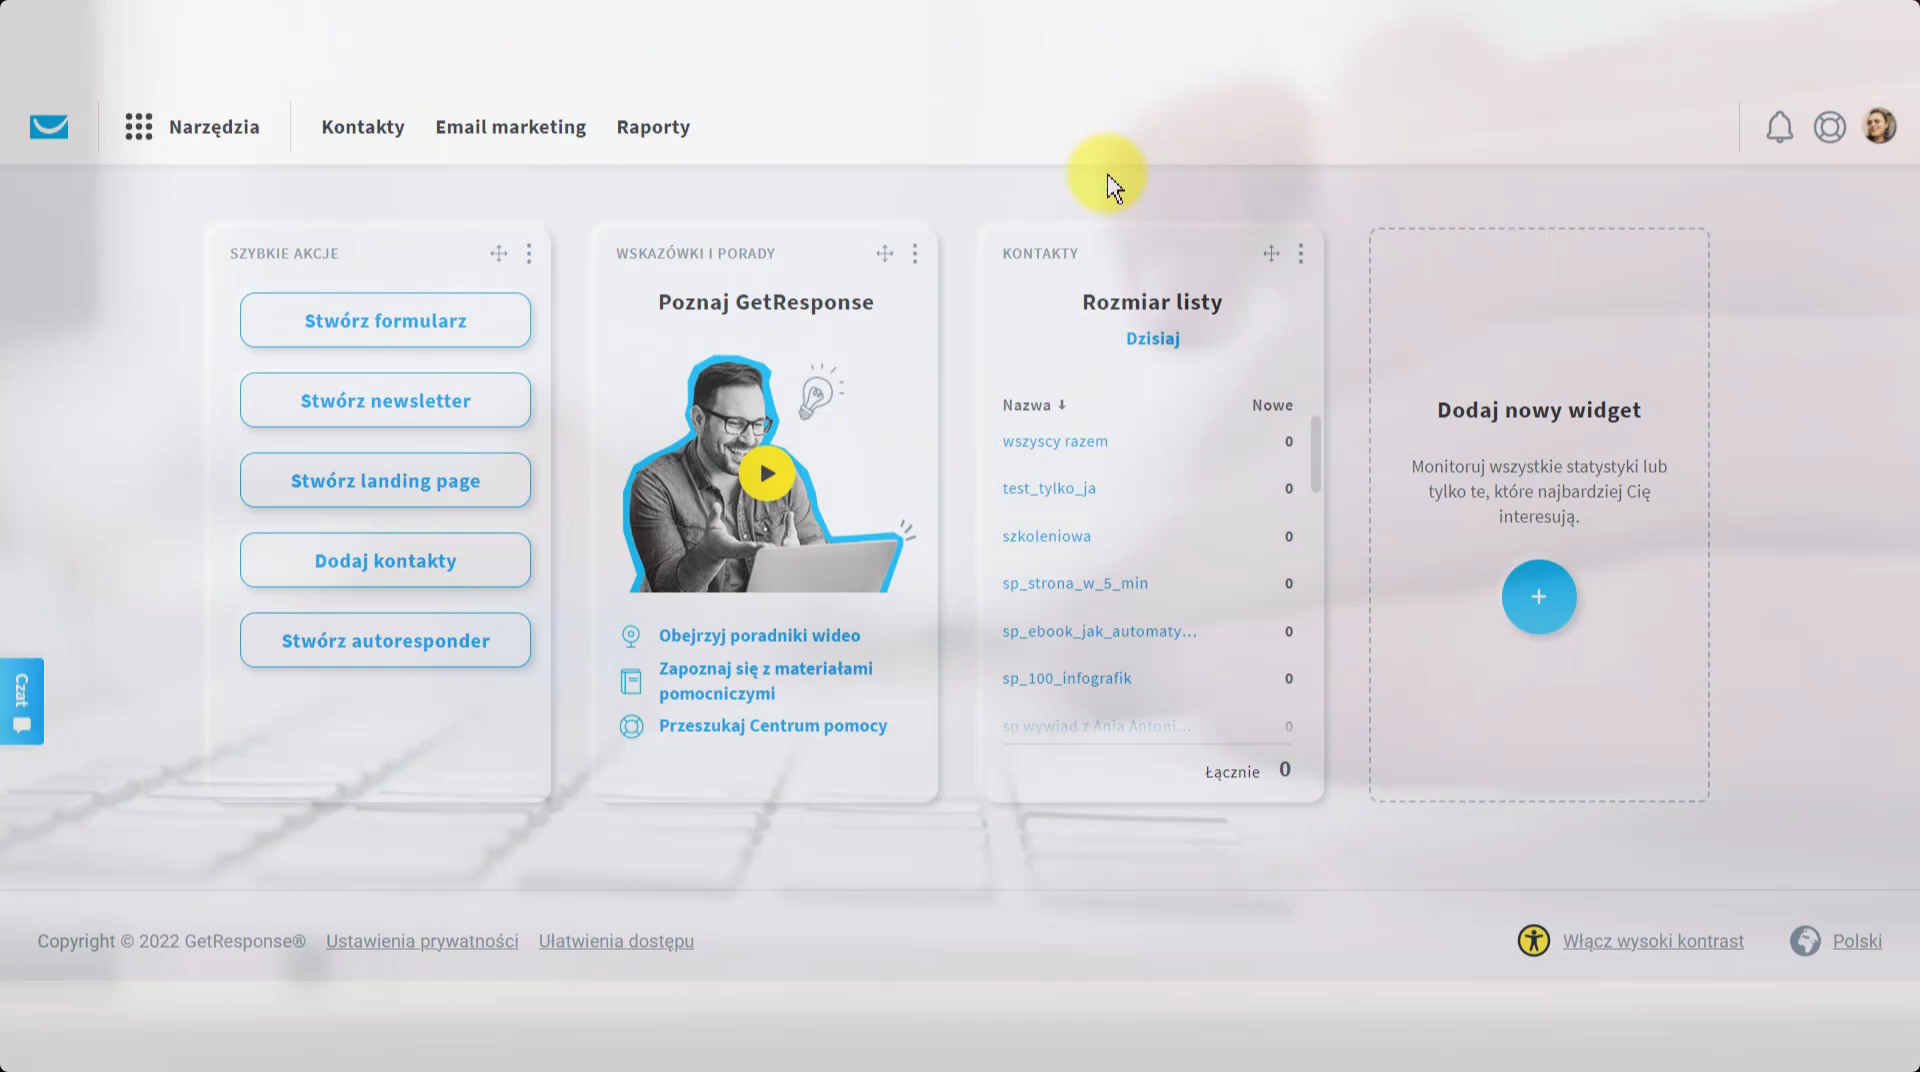 Narzędzia
Kontakty
Email marketing
Raporty
SZYBKIE AKCJE
Stwórz formularz
Stwórz newsletter
Stwórz landing page
Dodaj kontakty
Stwórz autoresponder
WSKAZÓWKI I PORADY
Poznaj GetResponse
Obejrzyj poradniki wideo
Zapoznaj się z materiałami
pomocniczymi
Przeszukaj Centrum pomocy
KONTAKTY
Rozmiar listy
Dzisiaj
Nazwa Nowe
wszyscy razem 0
test_tylko_ja 0
szkoleniowa 0
sp_strona_w_5_min 0
sp_ebook_jak_automaty... 0
sp_100_infografik 0
sp wywiad z Ania Antoni... 0
Łącznie 0
Dodaj nowy widget
Monitoruj wszystkie statystyki lub
tylko te, które najbardziej Cię
interesują.
Czat
Copyright © 2022 GetResponse® Ustawienia prywatności Ułatwienia dostępu
Włącz wysoki kontrast
Polski